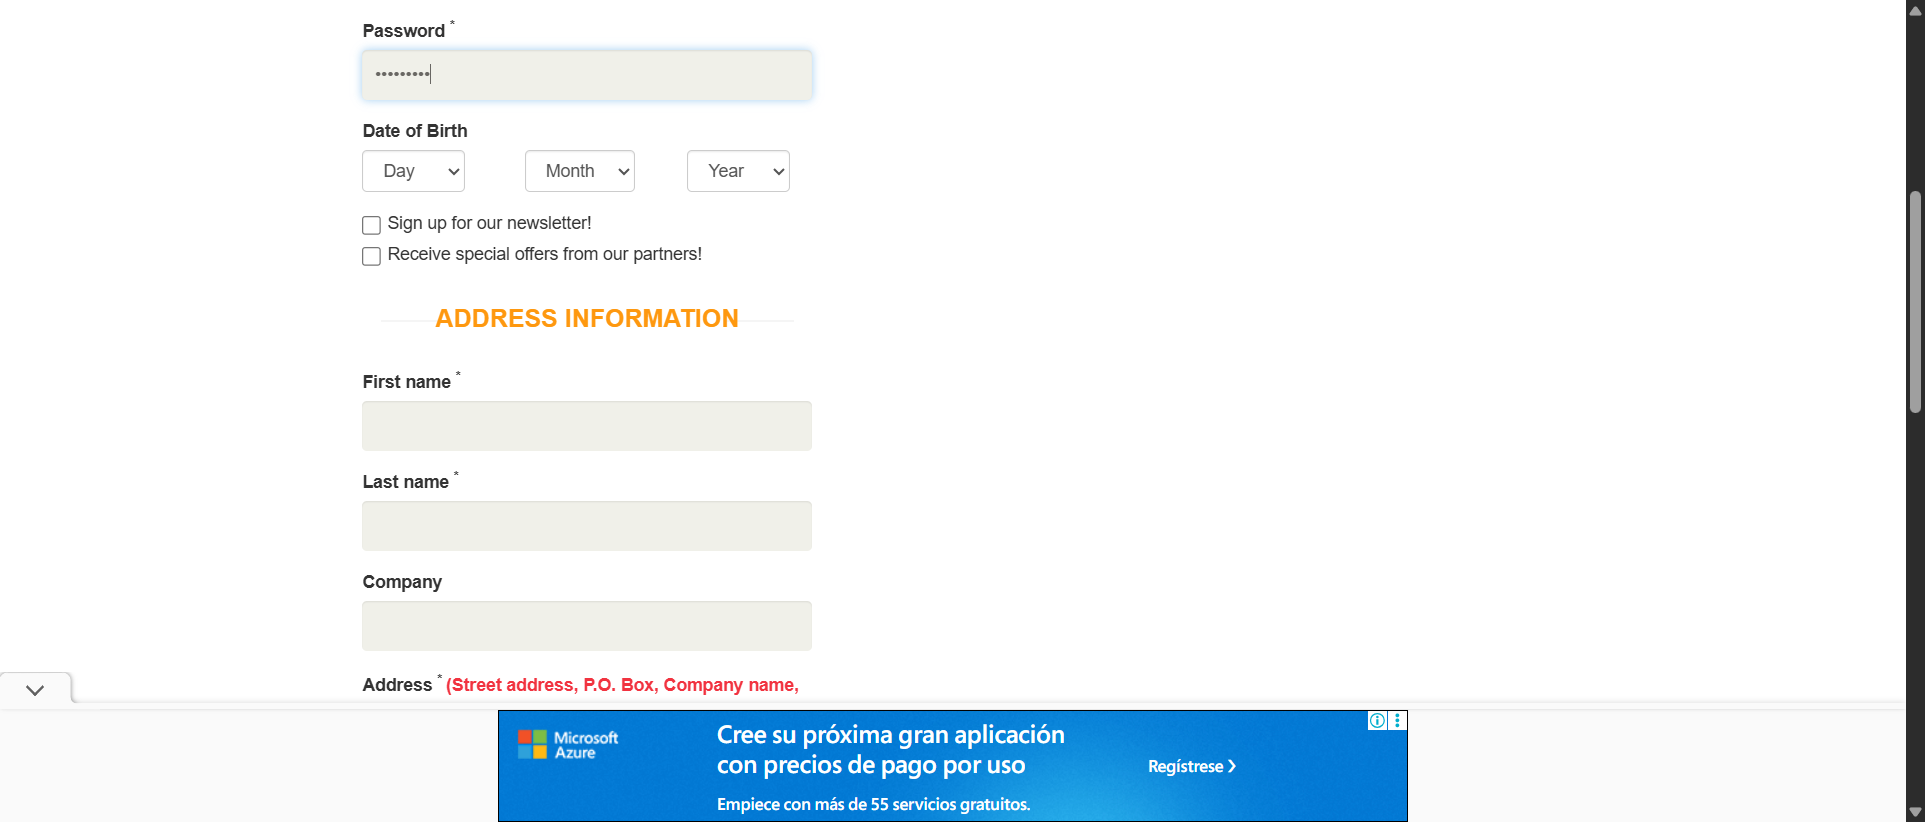 Password *
•••••••••
Date of Birth
Day Month Year
Sign up for our newsletter!
Receive special offers from our partners!
ADDRESS INFORMATION
First name *
Last name *
Company
Address * (Street address, P.O. Box, Company name,
Microsoft
Azure
Cree su próxima gran aplicación
con precios de pago por uso
Empiece con más de 55 servicios gratuitos.
Regístrese